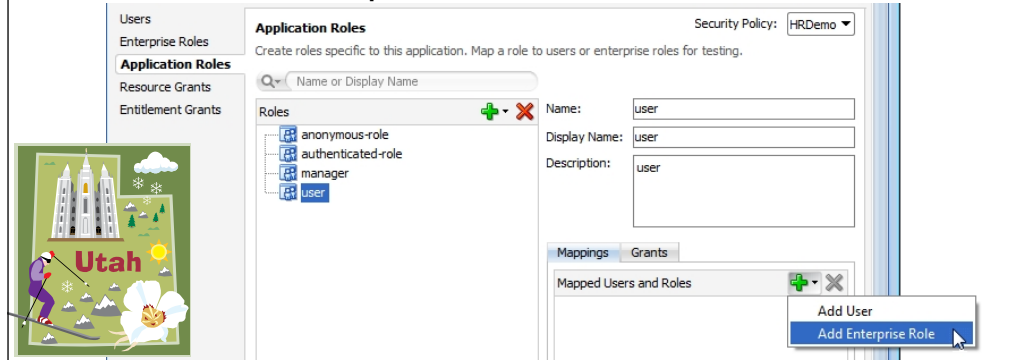 Users
Enterprise Roles
Application Roles
Resource Grants
Entitlement Grants
Application Roles
Security Policy: HRDemo
Create roles specific to this application. Map a role to users or enterprise roles for testing.
Name or Display Name
Roles
anonymous-role
authenticated-role
manager
user
Name: user
Display Name: user
Description: user
Mappings Grants
Mapped Users and Roles
Add User
Add Enterprise Role
Utah